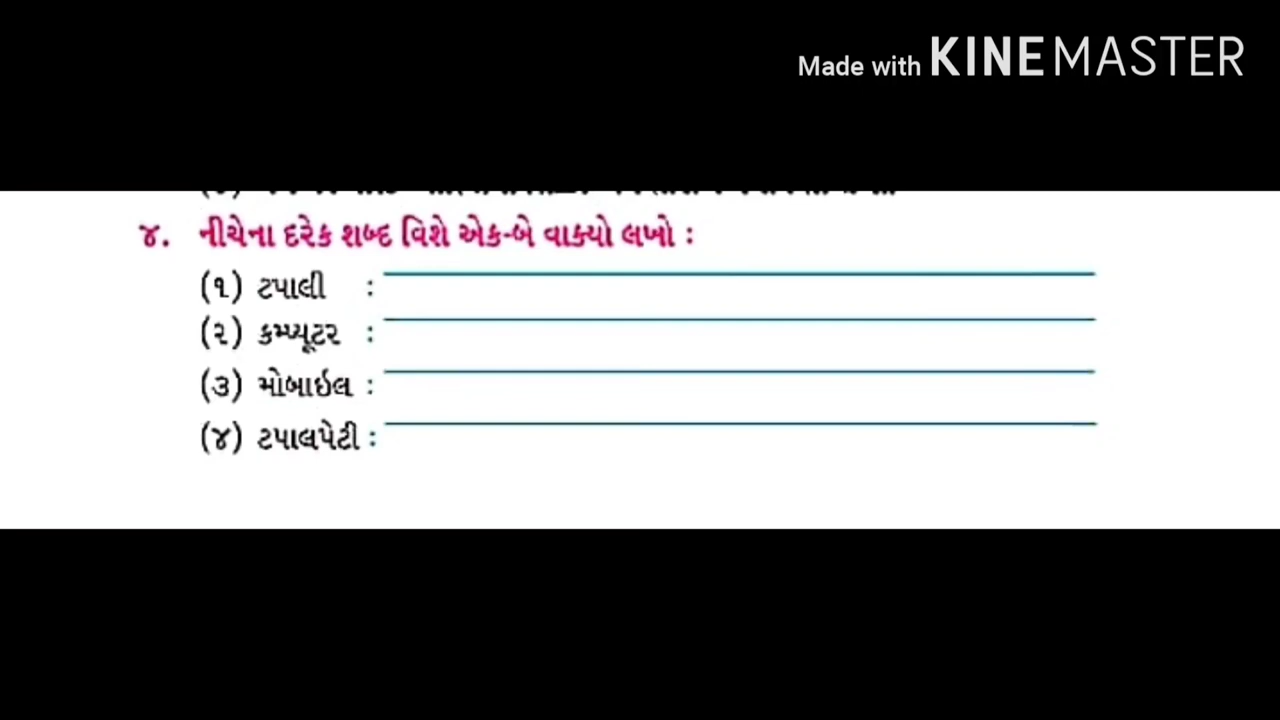 Made with KINEMASTER
૪. નીચેના દરેક શબ્દ વિશે એક-બે વાક્યો લખો :
(૧) ટપાલી :
(૨) કમ્પ્યૂટર :
(૩) મોબાઇલ :
(૪) ટપાલપેટી :